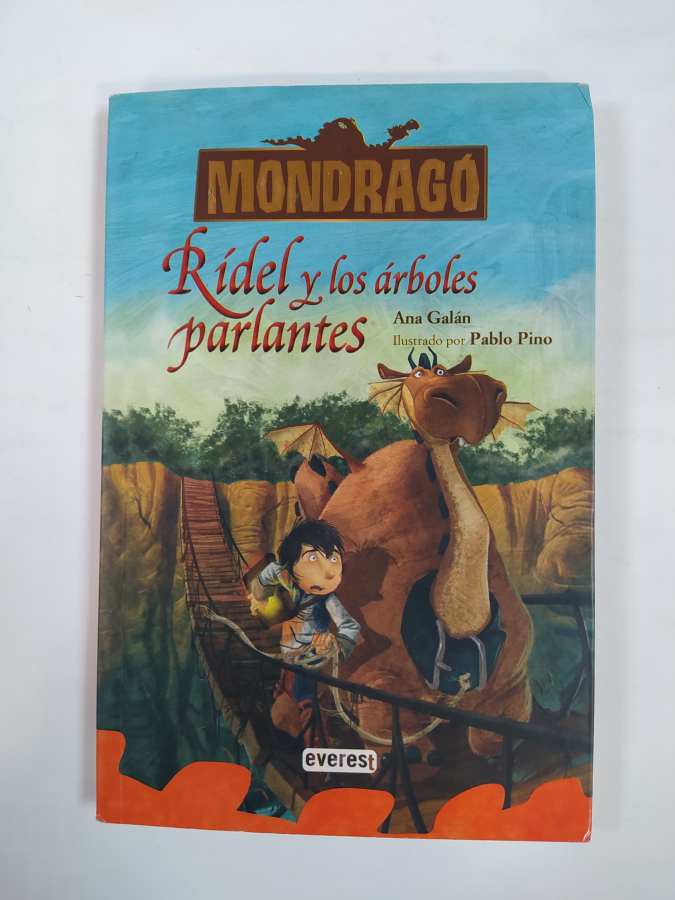 MONDRAGÓ
Rídel y los árboles
parlantes
Ana Galán
Ilustrado por Pablo Pino
everest